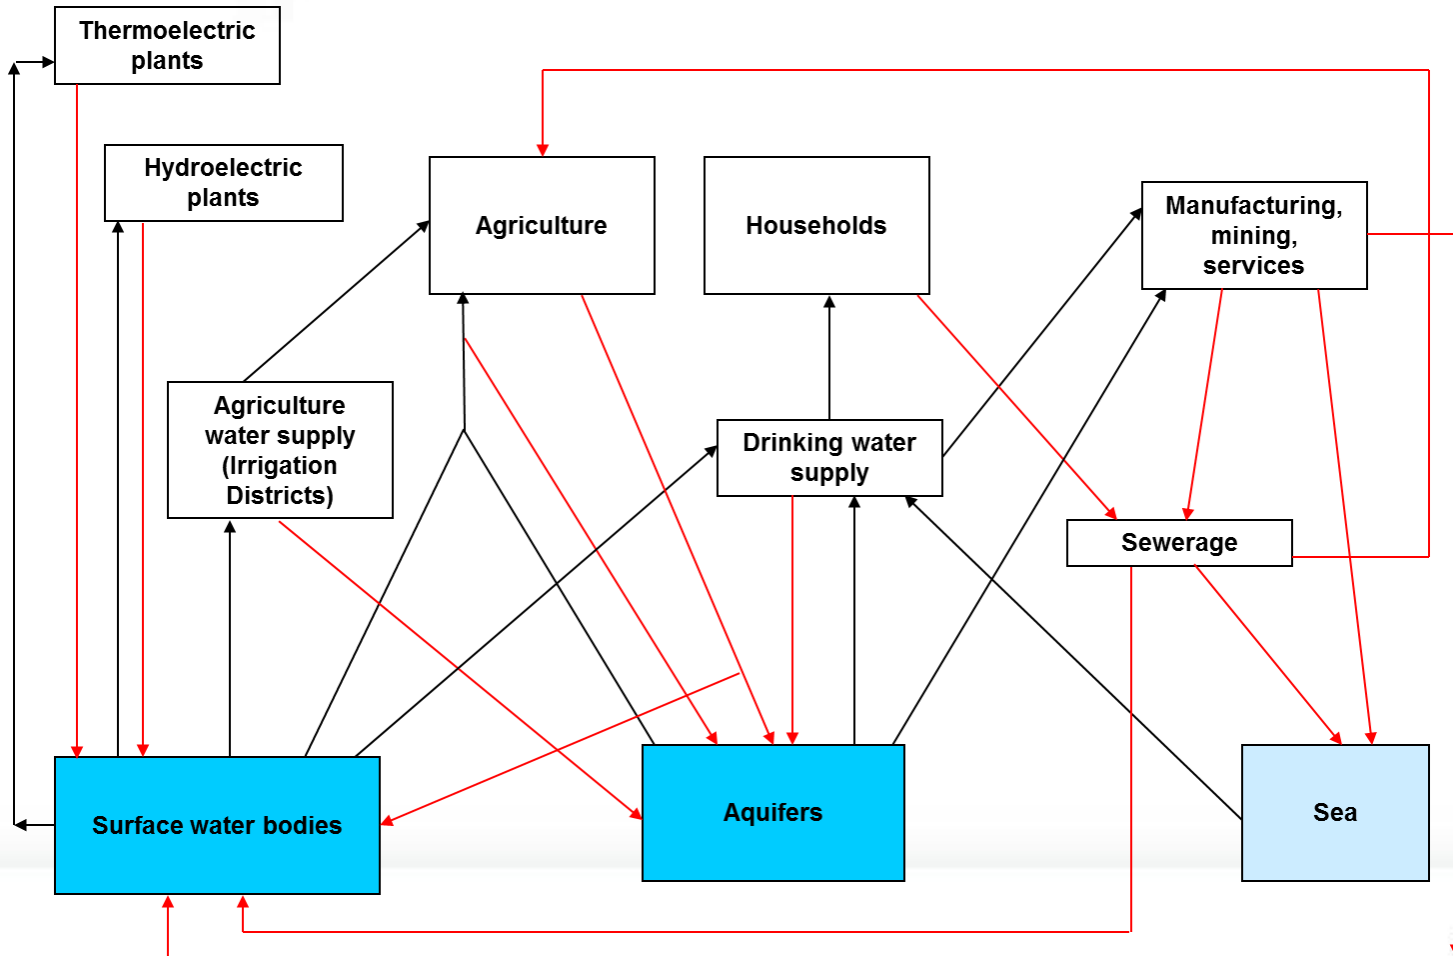 Thermoelectric
plants
Hydroelectric
plants
Agriculture
Households
Manufacturing,
mining,
services
Agriculture
water supply
(Irrigation
Districts)
Drinking water
supply
Sewerage
Surface water bodies
Aquifers
Sea